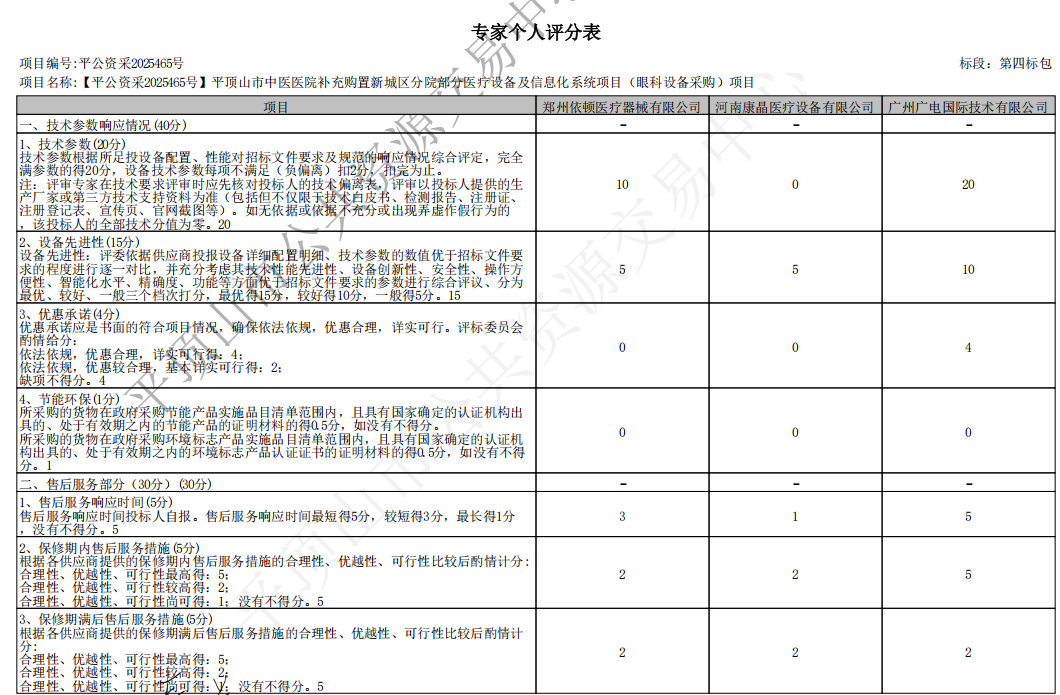 专家个人评分表
项目编号:平公资采2025465号
标段：第四标包
项目名称:【平公资采2025465号】平顶山市中医医院补充购置新城区分院部分医疗设备及信息化系统项目（眼科设备采购）项目
项目 郑州依顿医疗器械有限公司 河南康晶医疗设备有限公司 广州广电国际技术有限公司
一、技术参数响应情况(40分) - - -
1、技术参数(20分)
技术参数根据所足投设备配置、性能对招标文件要求及规范的响应情况综合评定，完全
满参数的得20分，设备技术参数每项不满足（负偏离）扣2分，扣完为止。
注：评审专家在技术要求评审时应先核对投标人的技术偏离表，评审以投标人提供的生
产厂家或第三方技术支持资料为准（包括但不仅限于技术白皮书、检测报告、注册证、
注册登记表、宣传页、官网截图等）。如无依据或依据不充分或出现弄虚作假行为的
，该投标人的全部技术分值为零。20
10 0 20
2、设备先进性(15分)
设备先进性：评委依据供应商投报设备详细配置明细、技术参数的数值优于招标文件要
求的程度进行逐一对比，并充分考虑其技术性能先进性、设备创新性、安全性、操作方
便性、智能化水平、精确度、功能等方面优于招标文件要求的参数进行综合评议、分为
最优、较好、一般三个档次打分，最优得15分，较好得10分，一般得5分。15
5 5 10
3、优惠承诺(4分)
优惠承诺应是书面的符合项目情况，确保依法依规，优惠合理，详实可行。评标委员会
酌情给分：
依法依规，优惠合理，详实可行得：4；
依法依规，优惠较合理，基本详实可行得：2；
缺项不得分。4
0 0 4
4、节能环保(1分)
所采购的货物在政府采购节能产品实施品目清单范围内，且具有国家确定的认证机构出
具的、处于有效期之内的节能产品的证明材料的得0.5分，如没有不得分。
所采购的货物在政府采购环境标志产品实施品目清单范围内，且具有国家确定的认证机
构出具的、处于有效期之内的环境标志产品认证证书的证明材料的得0.5分，如没有不得
分。1
0 0 0
二、售后服务部分（30分）(30分) - - -
1、售后服务响应时间(5分)
售后服务响应时间投标人自报。售后服务响应时间最短得5分，较短得3分，最长得1分
，没有不得分。5
3 1 5
2、保修期内售后服务措施(5分)
根据各供应商提供的保修期内售后服务措施的合理性、优越性、可行性比较后酌情计分:
合理性、优越性、可行性最高得：5；
合理性、优越性、可行性较高得：2；
合理性、优越性、可行性尚可得：1；没有不得分。5
2 2 5
3、保修期满后售后服务措施(5分)
根据各供应商提供的保修期满后售后服务措施的合理性、优越性、可行性比较后酌情计
分:
合理性、优越性、可行性最高得：5；
合理性、优越性、可行性较高得：2；
合理性、优越性、可行性尚可得：1；没有不得分。5
2 2 2
平顶山市公共资源交易中心
平顶山市公共资源交易中心